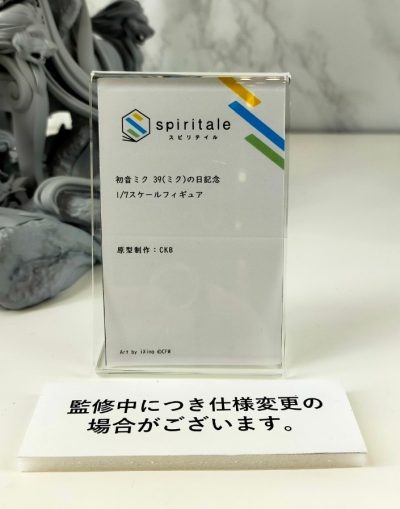 spiritale
スピリテイル
初音ミク 39(ミク)の日記念
1/7スケールフィギュア
原型制作：CKB
Art by iXima ©CFM
監修中につき仕様変更の
場合がございます。